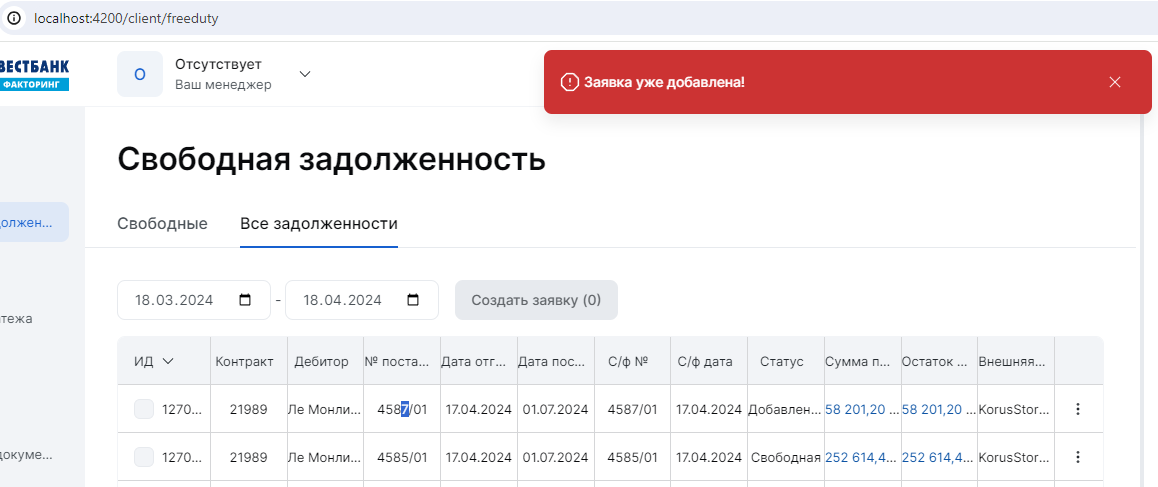 localhost:4200/client/freeduty
ВЕСТБАНК
ФАКТОРИНГ
О
Отсутствует
Ваш менеджер
Заявка уже добавлена!
Свободная задолженность
олжен...
Свободные Все задолженности
18.03.2024 - 18.04.2024 Создать заявку (0)
тежа
ИД Контракт Дебитор № поста... Дата отг... Дата пос... С/ф № С/ф дата Статус Сумма п... Остаток ... Внешняя...
1270... 21989 Ле Монли... 4587/01 17.04.2024 01.07.2024 4587/01 17.04.2024 Добавлен... 58 201,20 ... 58 201,20 ... KorusStor...
докуме...
1270... 21989 Ле Монли... 4585/01 17.04.2024 01.07.2024 4585/01 17.04.2024 Свободная 252 614,4... 252 614,4... KorusStor...